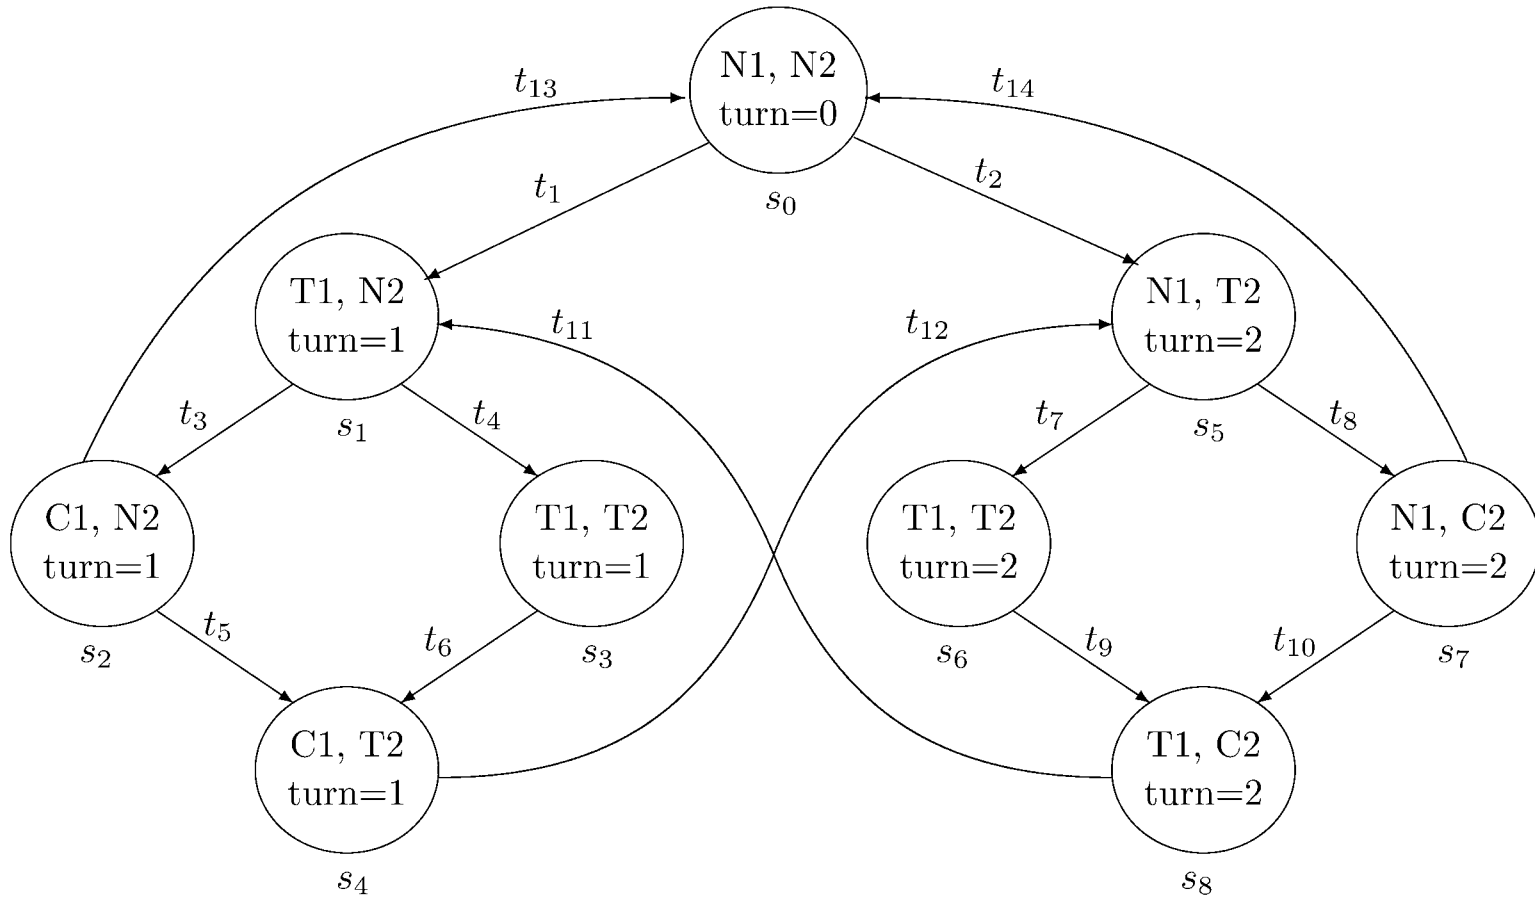 N1, N2
turn=0
s0
t13
t14
t1
t2
T1, N2
turn=1
s1
N1, T2
turn=2
s5
t11
t12
t3
t4
t7
t8
C1, N2
turn=1
s2
T1, T2
turn=1
s3
T1, T2
turn=2
s6
N1, C2
turn=2
s7
t5
t6
t9
t10
C1, T2
turn=1
s4
T1, C2
turn=2
s8